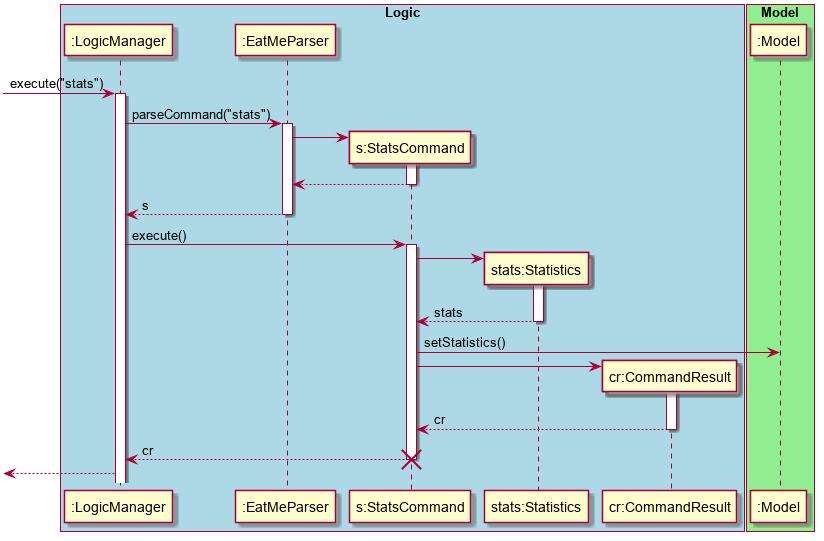 Logic
Model
:LogicManager
:EatMeParser
:Model
execute("stats")
parseCommand("stats")
s:StatsCommand
s
execute()
stats:Statistics
stats
setStatistics()
cr:CommandResult
cr
cr
:LogicManager
:EatMeParser
s:StatsCommand
stats:Statistics
cr:CommandResult
:Model